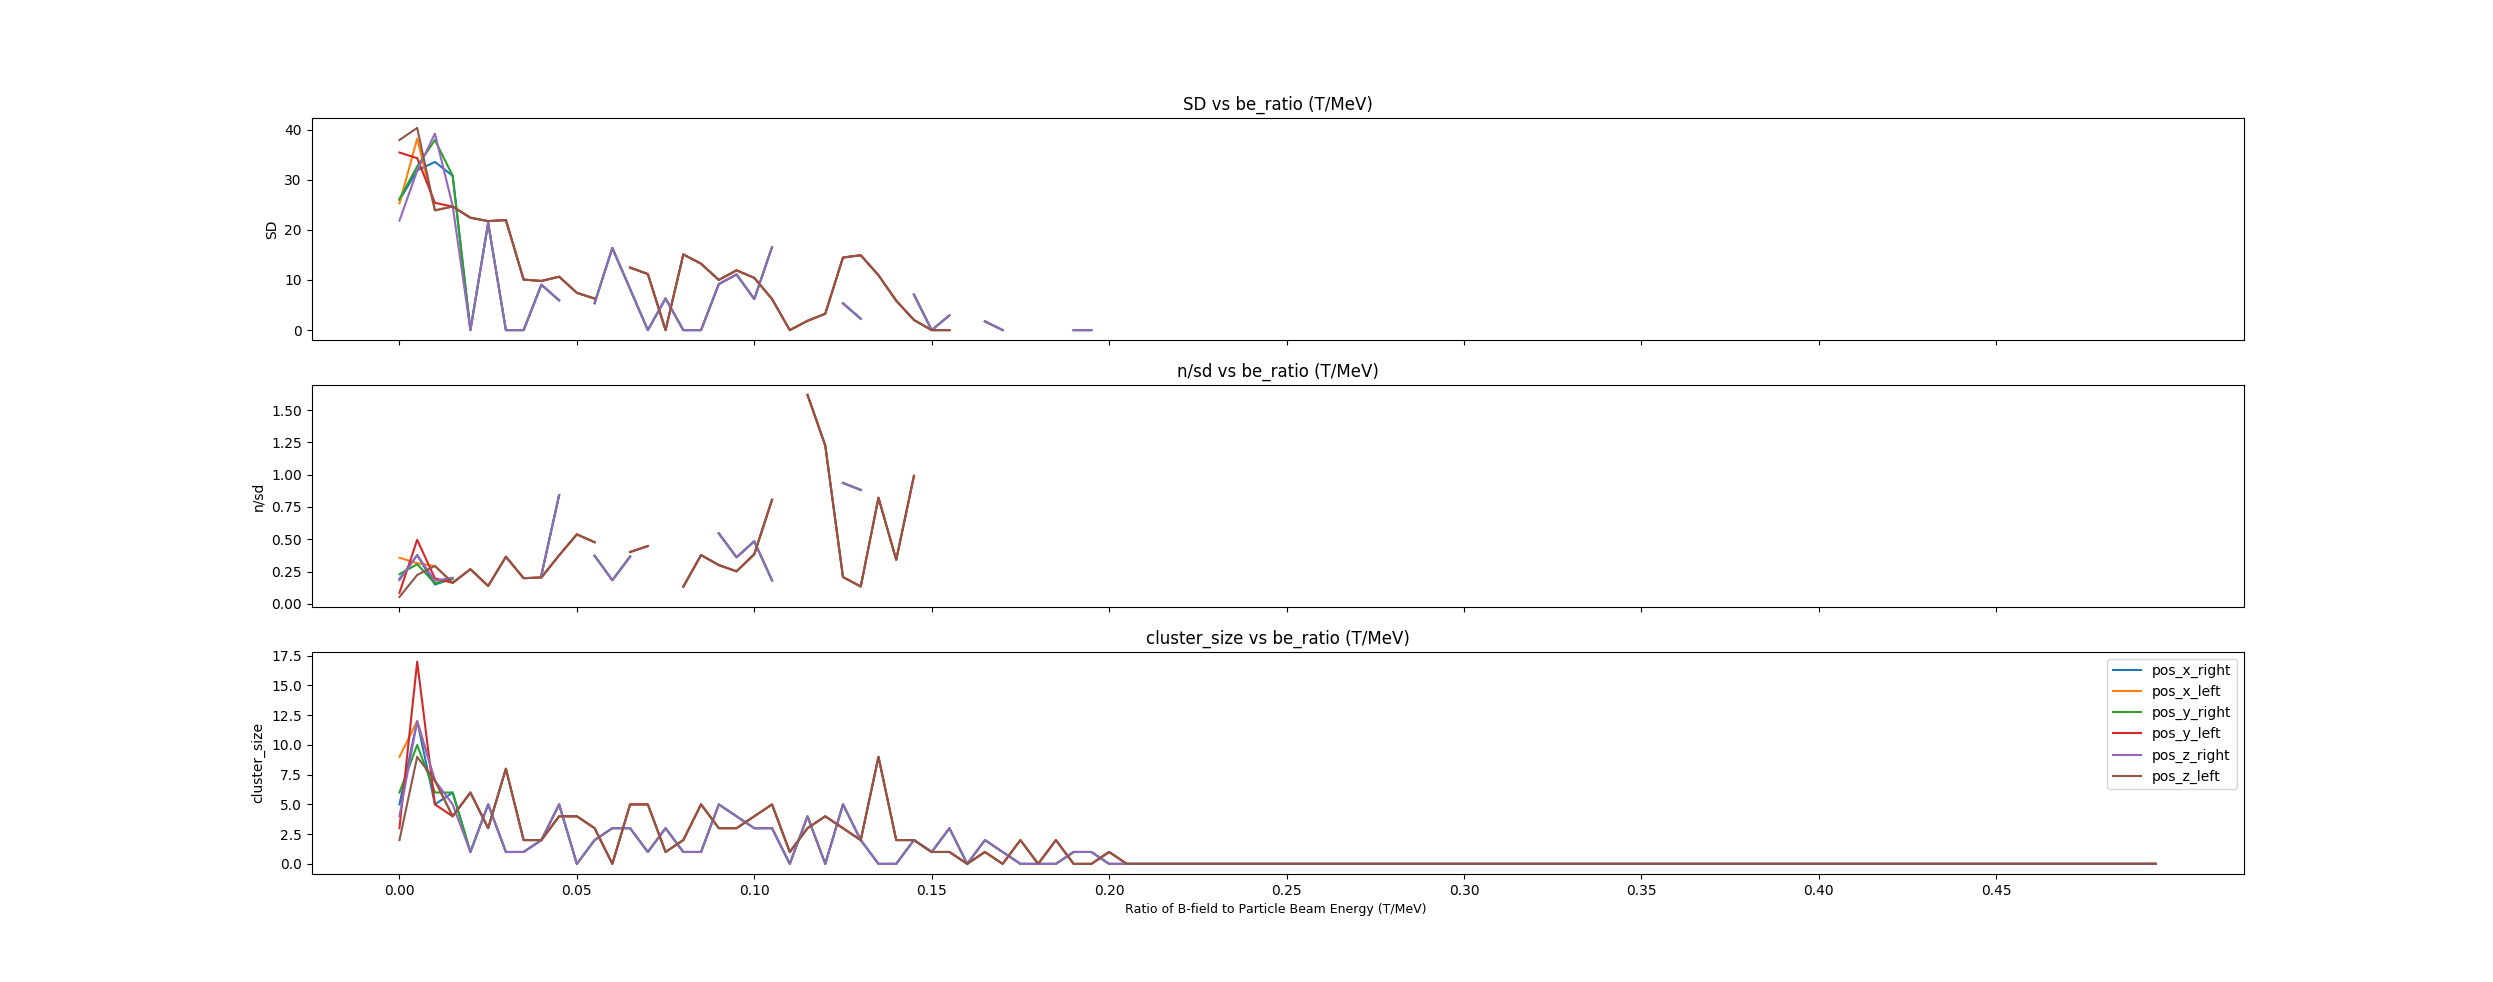 SD vs be_ratio (T/MeV)
40
30
20
10
0
SD
n/sd vs be_ratio (T/MeV)
1.50
1.25
1.00
0.75
0.50
0.25
0.00
n/sd
cluster_size vs be_ratio (T/MeV)
17.5
15.0
12.5
10.0
7.5
5.0
2.5
0.0
cluster_size
pos_x_right
pos_x_left
pos_y_right
pos_y_left
pos_z_right
pos_z_left
0.00 0.05 0.10 0.15 0.20 0.25 0.30 0.35 0.40 0.45
Ratio of B-field to Particle Beam Energy (T/MeV)